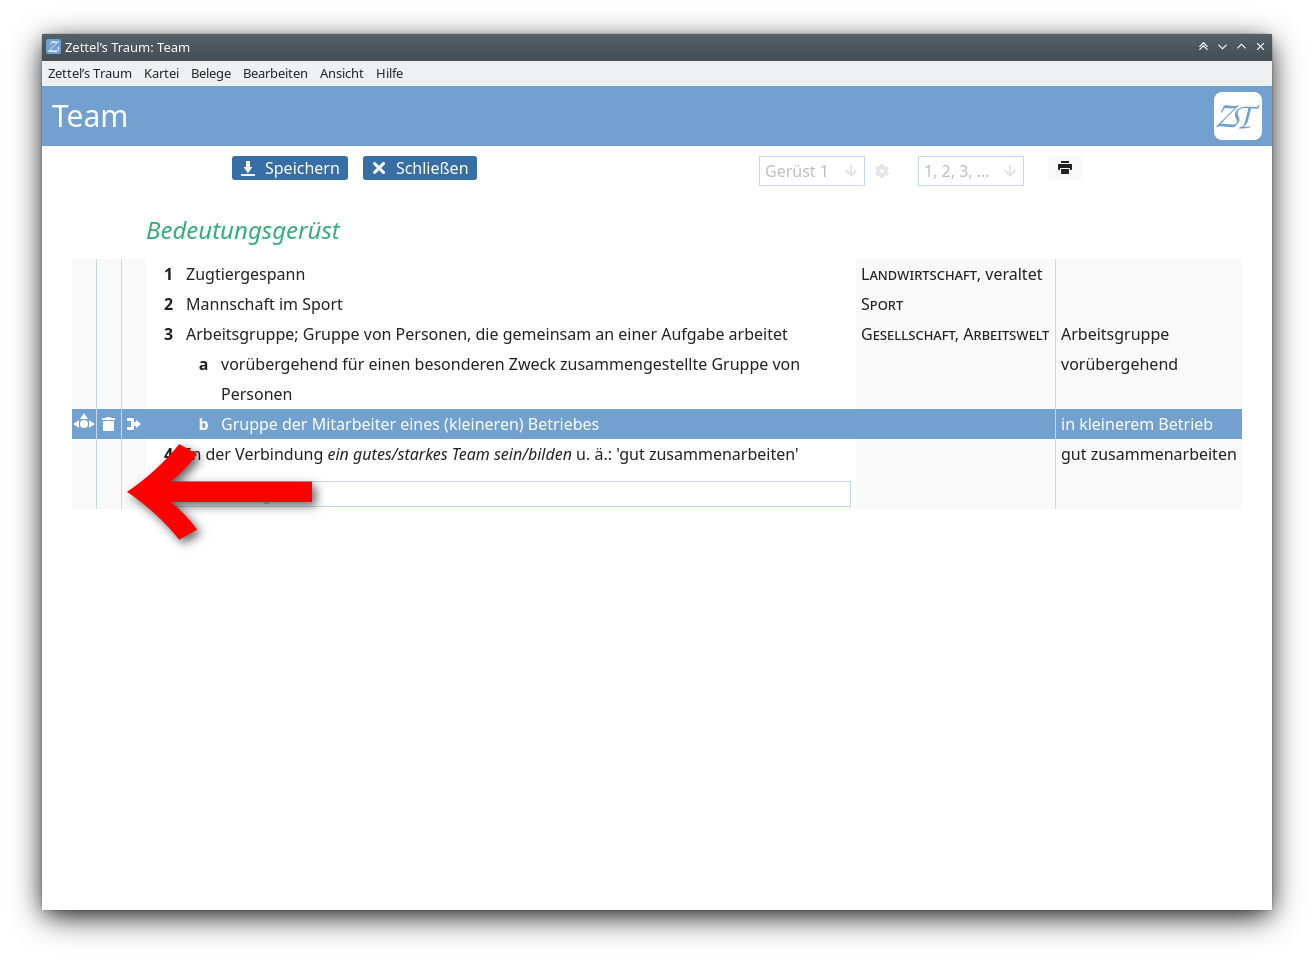 Zettel’s Traum: Team
Zettel’s Traum Kartei Belege Bearbeiten Ansicht Hilfe
Team
ZT
Speichern Schließen Gerüst 1 1, 2, 3, ...
Bedeutungsgerüst
1 Zugtiergespann LANDWIRTSCHAFT, veraltet
2 Mannschaft im Sport SPORT
3 Arbeitsgruppe; Gruppe von Personen, die gemeinsam an einer Aufgabe arbeitet GESELLSCHAFT, ARBEITSWELT Arbeitsgruppe
a vorübergehend für einen besonderen Zweck zusammengestellte Gruppe von vorübergehend
Personen
b Gruppe der Mitarbeiter eines (kleineren) Betriebes in kleinerem Betrieb
4 In der Verbindung ein gutes/starkes Team sein/bilden u. ä.: 'gut zusammenarbeiten' gut zusammenarbeiten